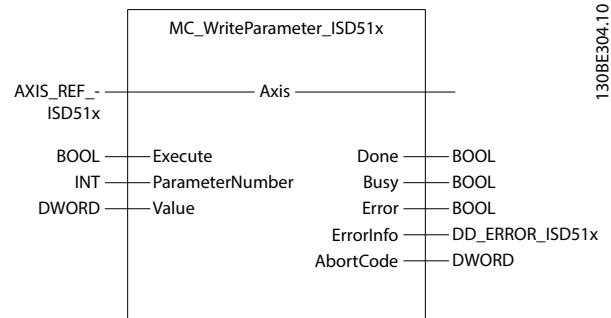 MC_WriteParameter_ISD51x
130BE304.10
AXIS_REF_-
ISD51x
Axis
BOOL Execute Done BOOL
INT ParameterNumber Busy BOOL
DWORD Value Error BOOL
ErrorInfo DD_ERROR_ISD51x
AbortCode DWORD